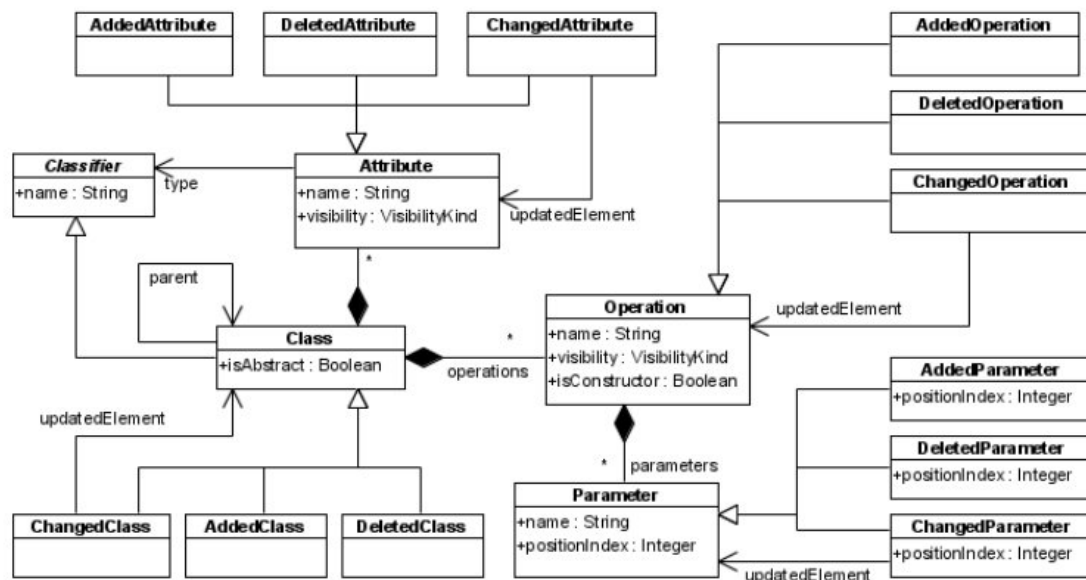 AddedAttribute
DeletedAttribute
ChangedAttribute
AddedOperation
DeletedOperation
ChangedOperation
Classifier
+name : String
type
Attribute
+name : String
+visibility : VisibilityKind
updatedElement
*
parent
Class
+isAbstract : Boolean
*
operations
Operation
+name : String
+visibility : VisibilityKind
+isConstructor : Boolean
updatedElement
updatedElement
ChangedClass
AddedClass
DeletedClass
*
parameters
Parameter
+name : String
+positionIndex : Integer
AddedParameter
+positionIndex : Integer
DeletedParameter
+positionIndex : Integer
ChangedParameter
+positionIndex : Integer
updatedElement